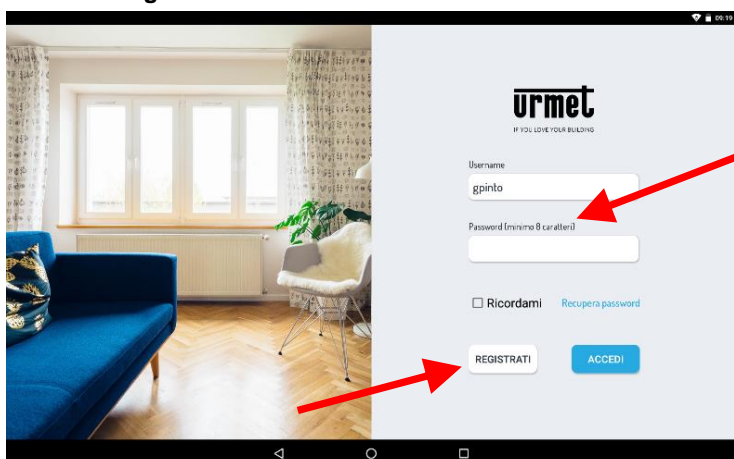 09:19
urmet
IF YOU LOVE YOUR BUILDING
Username
gpinto
Password (minimo 8 caratteri)
Ricordami Recupera password
REGISTRATI ACCEDI